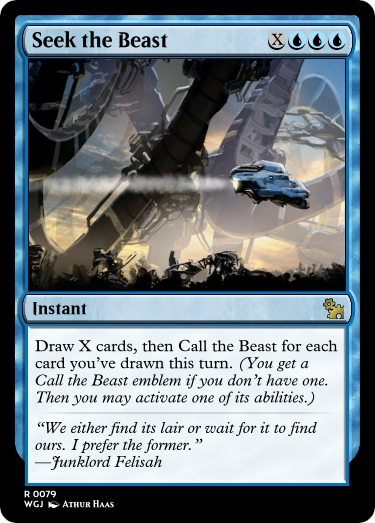 Seek the Beast
X
Instant
Draw X cards, then Call the Beast for each
card you've drawn this turn. (You get a
Call the Beast emblem if you don't have one.
Then you may activate one of its abilities.)
“We either find its lair or wait for it to find
ours. I prefer the former.”
—Junklord Felisah
R 0079
WGJ Athur Haas